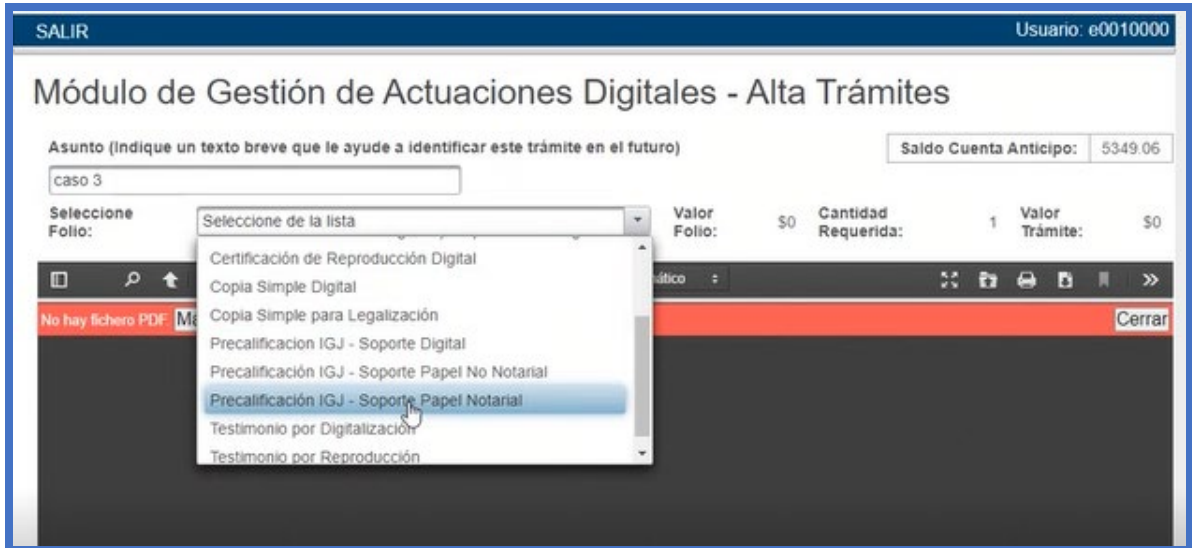 SALIR Usuario: e0010000
Módulo de Gestión de Actuaciones Digitales - Alta Trámites
Asunto (Indique un texto breve que le ayude a identificar este trámite en el futuro) Saldo Cuenta Anticipo: 5349.06
caso 3
Seleccione Folio: Seleccione de la lista Valor Folio: $0 Cantidad Requerida: 1 Valor Trámite: $0
Certificación de Reproducción Digital
Copia Simple Digital
Copia Simple para Legalización
No hay fichero PDF. Cerrar
Precalificacion IGJ - Soporte Digital
Precalificación IGJ - Soporte Papel No Notarial
Precalificación IGJ - Soporte Papel Notarial
Testimonio por Digitalización
Testimonio por Reproducción